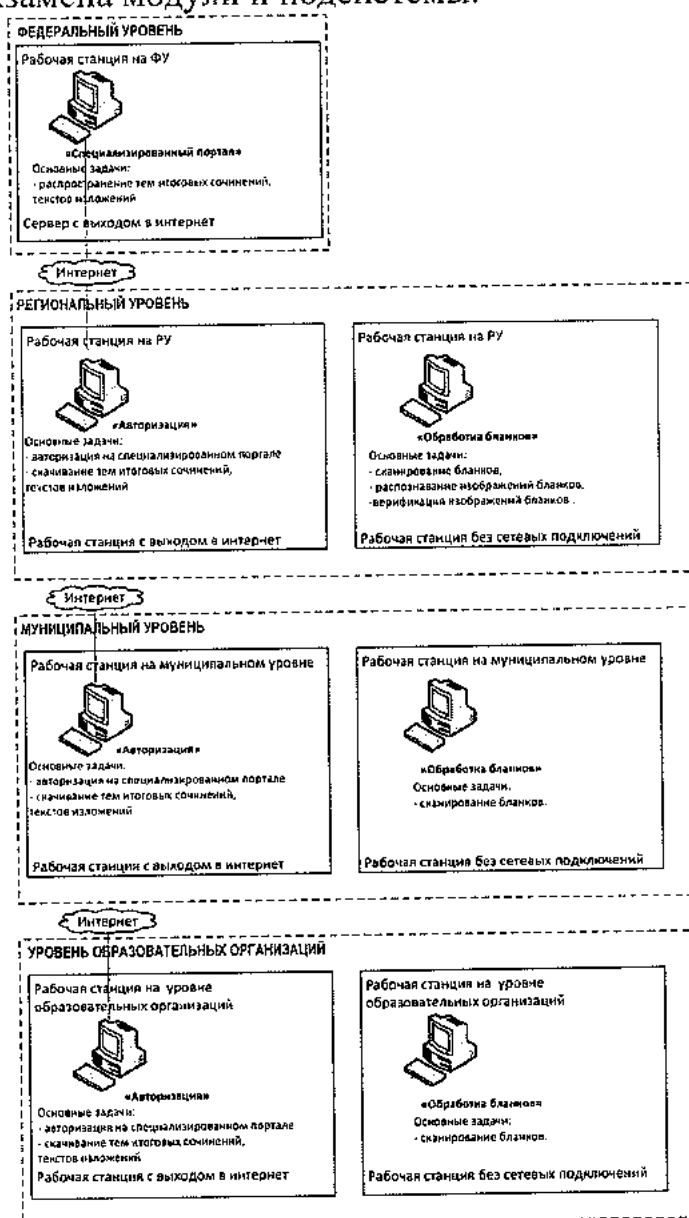 экзамена модули и подсистемы.
ФЕДЕРАЛЬНЫЙ УРОВЕНЬ
Рабочая станция на ФУ
«Специализированный портал»
Основные задачи:
- распространение тем итоговых сочинений,
текстов изложений
Сервер с выходом в интернет
Интернет
РЕГИОНАЛЬНЫЙ УРОВЕНЬ
Рабочая станция на РУ
«Авторизация»
Основные задачи:
- авторизация на специализированном портале
- скачивание тем итоговых сочинений,
текстов изложений
Рабочая станция с выходом в интернет
Рабочая станция на РУ
«Обработка бланков»
Основные задачи:
- сканирование бланков,
- распознавание изображений бланков.
-верификация изображений бланков .
Рабочая станция без сетевых подключений
Интернет
МУНИЦИПАЛЬНЫЙ УРОВЕНЬ
Рабочая станция на муниципальном уровне
«Авторизация»
Основные задачи.
- авторизация на специализированном портале
- скачивание тем итоговых сочинений,
текстов изложений
Рабочая станция с выходом в интернет
Рабочая станция на муниципальном уровне
«Обработка бланков»
Основные задачи.
- сканирование бланков.
Рабочая станция без сетевых подключений
Интернет
УРОВЕНЬ ОБРАЗОВАТЕЛЬНЫХ ОРГАНИЗАЦИЙ
Рабочая станция на уровне
образовательных организаций
«Авторизация»
Основные задачи:
- авторизация на специализированном портале
- скачивание тем итоговых сочинений,
текстов изложений
Рабочая станция с выходом в интернет
Рабочая станция на уровне
образовательных организаций
«Обработка бланков»
Основные задачи:
- сканирование бланков.
Рабочая станция без сетевых подключений